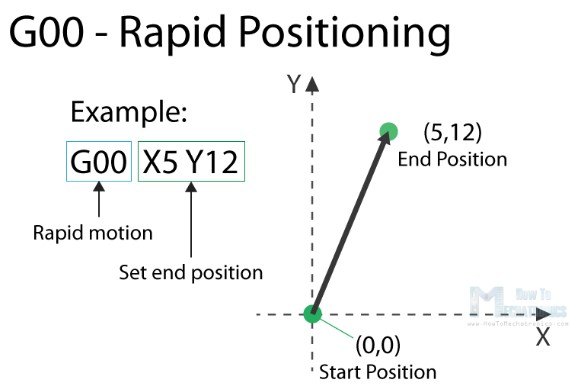 G00 - Rapid Positioning
Example:
G00 X5 Y12
Rapid motion
Set end position
Y
(5,12)
End Position
How To
Mechatronics
www.HowToMechatronics.com
X
(0,0)
Start Position